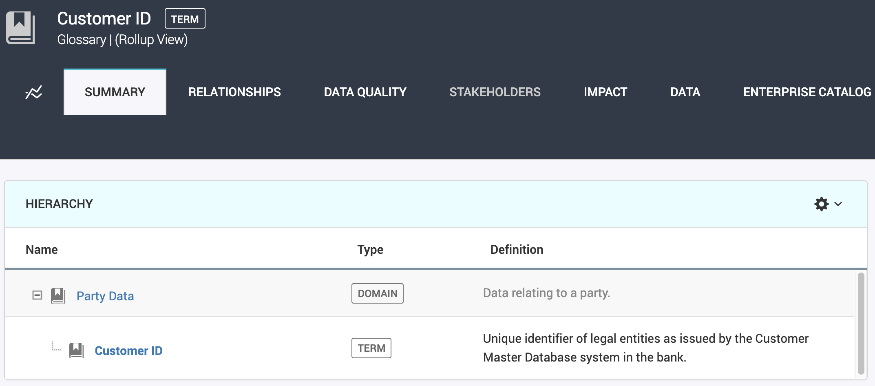 Customer ID TERM
Glossary | (Rollup View)
SUMMARY RELATIONSHIPS DATA QUALITY STAKEHOLDERS IMPACT DATA ENTERPRISE CATALOG
HIERARCHY
Name Type Definition
Party Data DOMAIN Data relating to a party.
Customer ID TERM Unique identifier of legal entities as issued by the Customer
Master Database system in the bank.